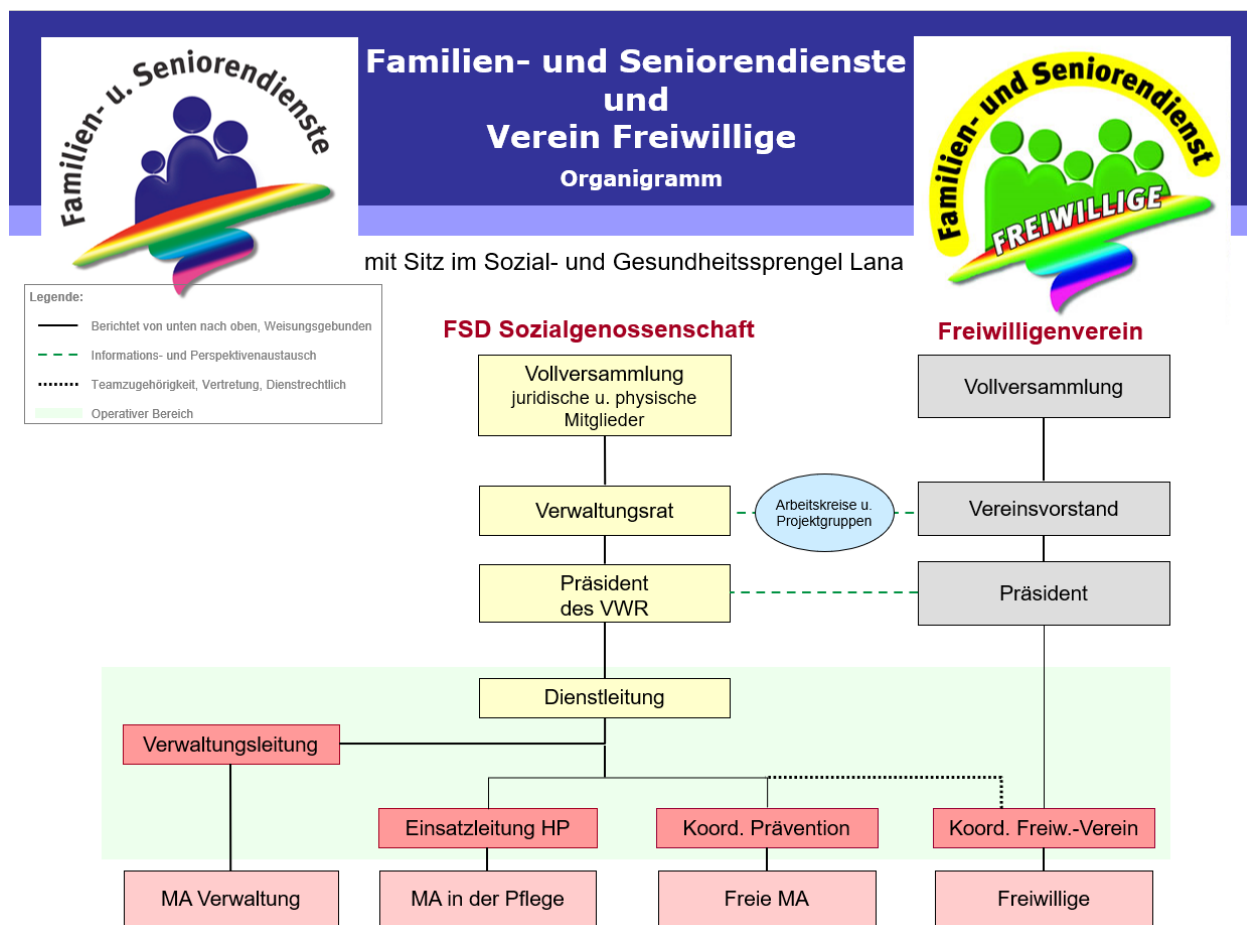 Familien- u. Seniorendienste
Familien- und Seniorendienste
und
Verein Freiwillige
Organigramm
Familien- und Seniorendienst
FREIWILLIGE
mit Sitz im Sozial- und Gesundheitssprengel Lana
Legende:
Berichtet von unten nach oben, Weisungsgebunden
Informations- und Perspektivenaustausch
Teamzugehörigkeit, Vertretung, Dienstrechtlich
Operativer Bereich
FSD Sozialgenossenschaft
Freiwilligenverein
Vollversammlung
juridische u. physische
Mitglieder
Vollversammlung
Verwaltungsrat
Arbeitskreise u.
Projektgruppen
Vereinsvorstand
Präsident
des VWR
Präsident
Dienstleitung
Verwaltungsleitung
Einsatzleitung HP
Koord. Prävention
Koord. Freiw.-Verein
MA Verwaltung
MA in der Pflege
Freie MA
Freiwillige